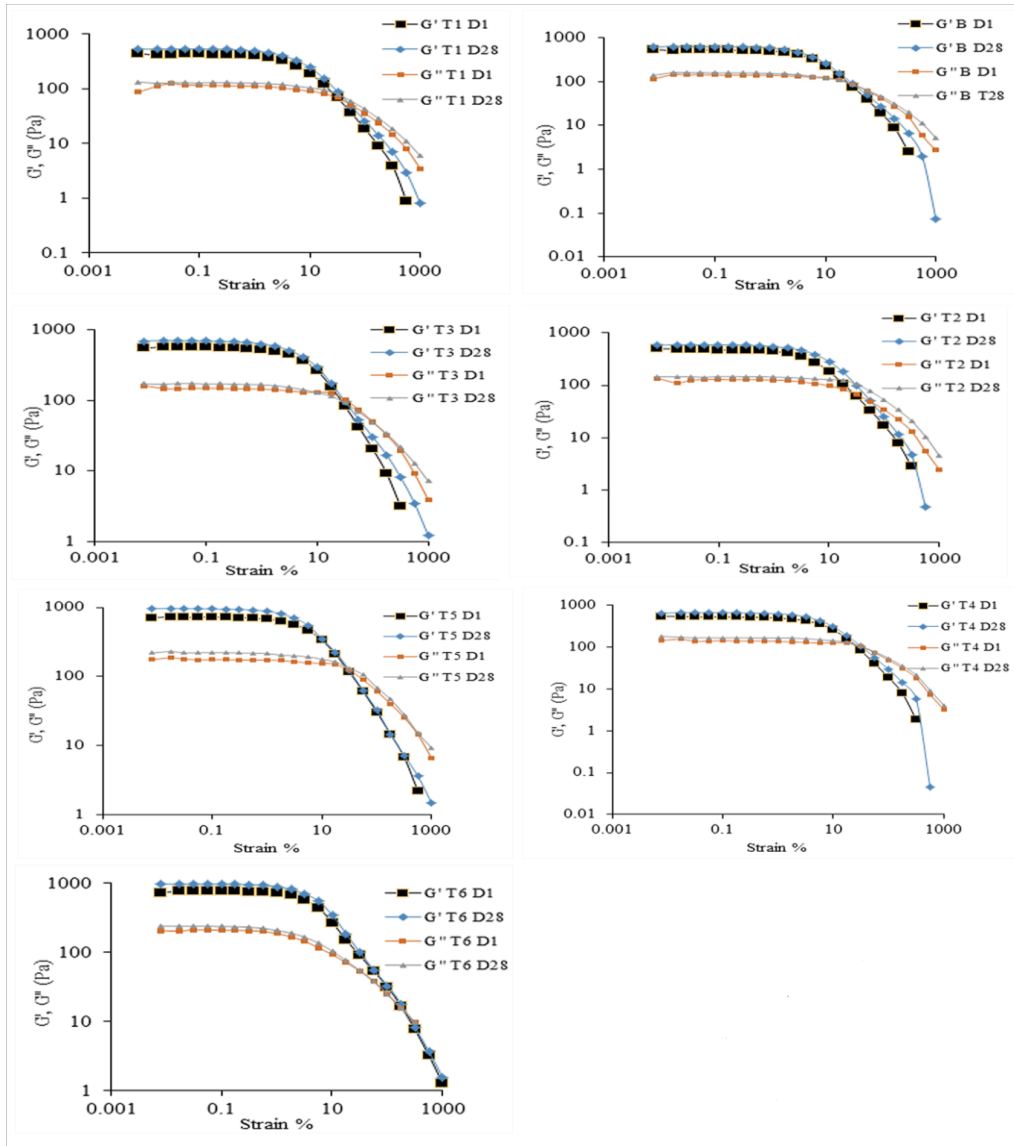 G' T1 D1
G' T1 D28
G'' T1 D1
G'' T1 D28
1000
100
10
1
0.1
G', G'' (Pa)
0.001
0.1
10
1000
Strain %
G' B D1
G' B D28
G'' B D1
G'' B T28
1000
100
10
1
0.1
0.01
G', G'' (Pa)
0.001
0.1
10
1000
Strain %
G' T3 D1
G' T3 D28
G'' T3 D1
G'' T3 D28
1000
100
10
1
G', G'' (Pa)
0.001
0.1
10
1000
Strain %
G' T2 D1
G' T2 D28
G'' T2 D1
G'' T2 D28
1000
100
10
1
0.1
G', G'' (Pa)
0.001
0.1
10
1000
Strain %
G' T5 D1
G' T5 D28
G'' T5 D1
G'' T5 D28
1000
100
10
1
G', G'' (Pa)
0.001
0.1
10
1000
Strain %
G' T4 D1
G' T4 D28
G'' T4 D1
G'' T4 D28
1000
100
10
1
0.1
0.01
G', G'' (Pa)
0.001
0.1
10
1000
Strain %
G' T6 D1
G' T6 D28
G'' T6 D1
G'' T6 D28
1000
100
10
1
G', G'' (Pa)
0.001
0.1
10
1000
Strain %